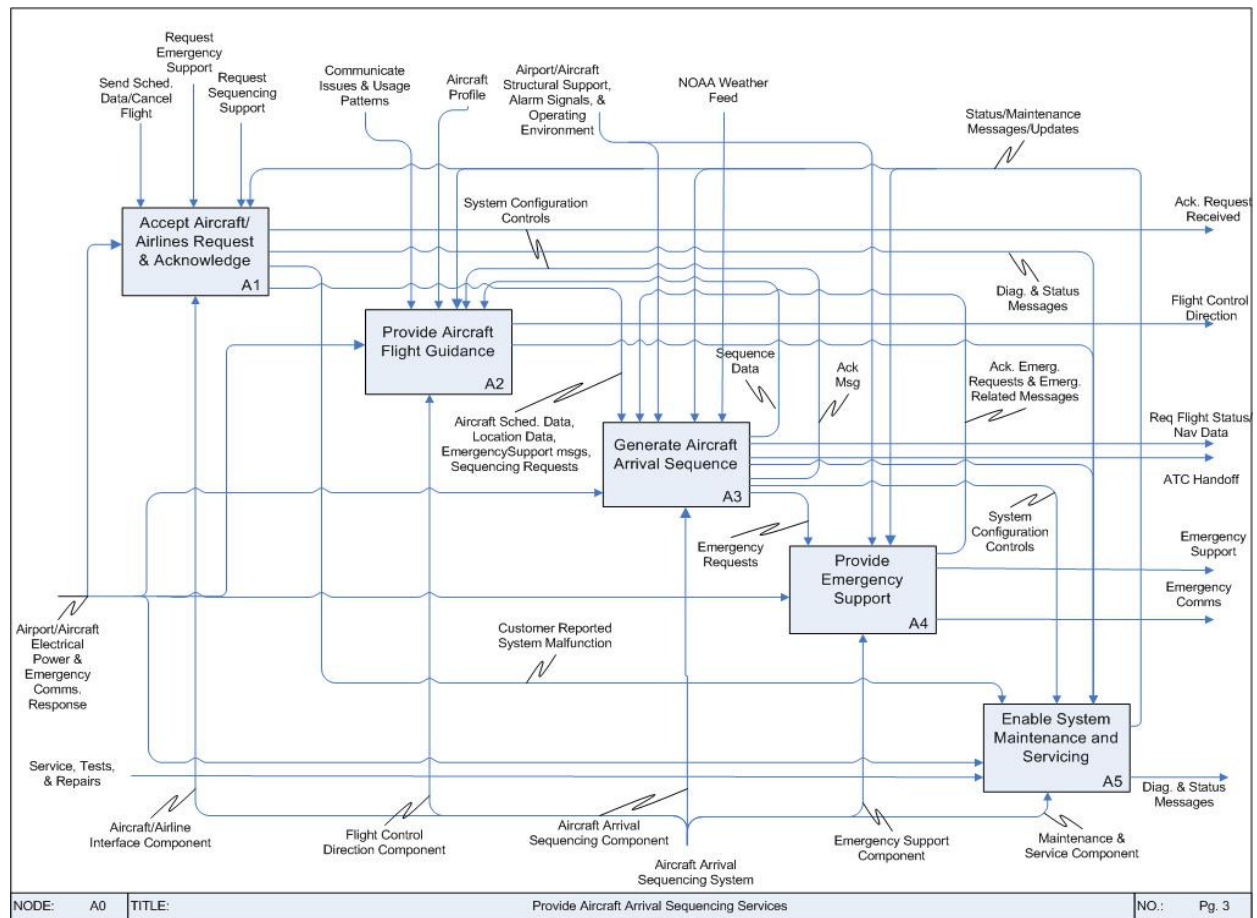 Request
Emergency
Support
Send Sched.
Data/Cancel
Flight
Request
Sequencing
Support
Communicate
Issues & Usage
Patterns
Aircraft
Profile
Airport/Aircraft
Structural Support,
Alarm Signals, &
Operating
Environment
NOAA Weather
Feed
Status/Maintenance
Messages/Updates
System Configuration
Controls
Accept Aircraft/
Airlines Request
& Acknowledge
A1
Ack. Request
Received
Diag. & Status
Messages
Flight Control
Direction
Provide Aircraft
Flight Guidance
A2
Sequence
Data
Ack
Msg
Ack. Emerg.
Requests & Emerg.
Related Messages
Aircraft Sched. Data,
Location Data,
EmergencySupport msgs,
Sequencing Requests
Generate Aircraft
Arrival Sequence
A3
Req Flight Status/
Nav Data
ATC Handoff
Emergency
Requests
System
Configuration
Controls
Provide
Emergency
Support
A4
Emergency
Support
Emergency
Comms
Airport/Aircraft
Electrical
Power &
Emergency
Comms.
Response
Customer Reported
System Malfunction
Enable System
Maintenance and
Servicing
A5
Service, Tests,
& Repairs
Diag. & Status
Messages
Aircraft/Airline
Interface Component
Flight Control
Direction Component
Aircraft Arrival
Sequencing Component
Emergency Support
Component
Maintenance &
Service Component
Aircraft Arrival
Sequencing System
NODE: A0 TITLE: Provide Aircraft Arrival Sequencing Services NO.: Pg. 3